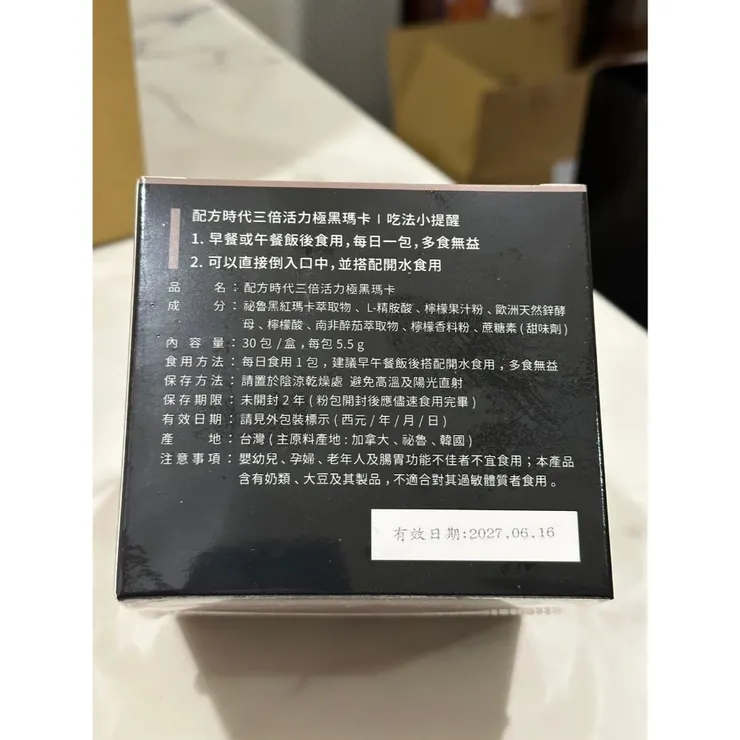 配方時代三倍活力極黑瑪卡 | 吃法小提醒
1. 早餐或午餐飯後食用，每日一包，多食無益
2. 可以直接倒入口中，並搭配開水食用
品名：配方時代三倍活力極黑瑪卡
成分：祕魯黑紅瑪卡萃取物、L-精胺酸、檸檬果汁粉、歐洲天然鋅酵
母、檸檬酸、南非醉茄萃取物、檸檬香料粉、蔗糖素(甜味劑)
內容量：30包/盒，每包5.5g
食用方法：每日食用1包，建議早午餐飯後搭配開水食用，多食無益
保存方法：請置於陰涼乾燥處 避免高溫及陽光直射
保存期限：未開封2年(粉包開封後應儘速食用完畢)
有效日期：請見外包裝標示(西元/年/月/日)
產地：台灣(主原料產地:加拿大、祕魯、韓國)
注意事項：嬰幼兒、孕婦、老年人及腸胃功能不佳者不宜食用；本產品
含有奶類、大豆及其製品，不適合對其過敏體質者食用。
有效日期:2027.06.16